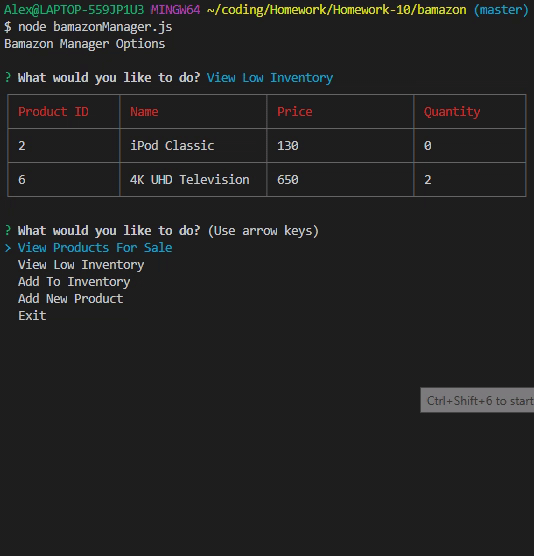 Alex@LAPTOP-559JP1U3 MINGW64 ~/coding/Homework/Homework-10/bamazon (master)
$ node bamazonManager.js
Bamazon Manager Options
? What would you like to do? View Low Inventory
Product ID Name Price Quantity
2 iPod Classic 130 0
6 4K UHD Television 650 2
? What would you like to do? (Use arrow keys)
> View Products For Sale
View Low Inventory
Add To Inventory
Add New Product
Exit
Ctrl+Shift+6 to start